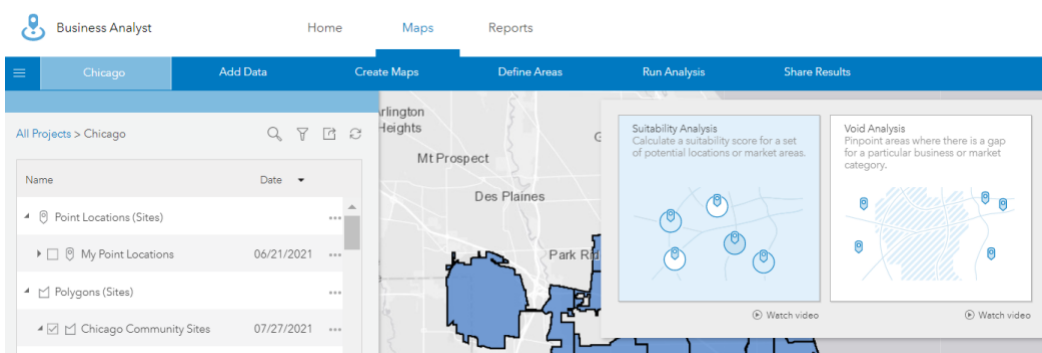 Business Analyst
Home
Maps
Reports
Chicago
Add Data
Create Maps
Define Areas
Run Analysis
Share Results
All Projects > Chicago
Name
Date
Point Locations (Sites)
My Point Locations 06/21/2021
Polygons (Sites)
Chicago Community Sites 07/27/2021
rlington
Heights
Mt Prospect
Des Plaines
Park Rid
G
Suitability Analysis
Calculate a suitability score for a set
of potential locations or market areas.
Watch video
Void Analysis
Pinpoint areas where there is a gap
for a particular business or market
category.
Watch video